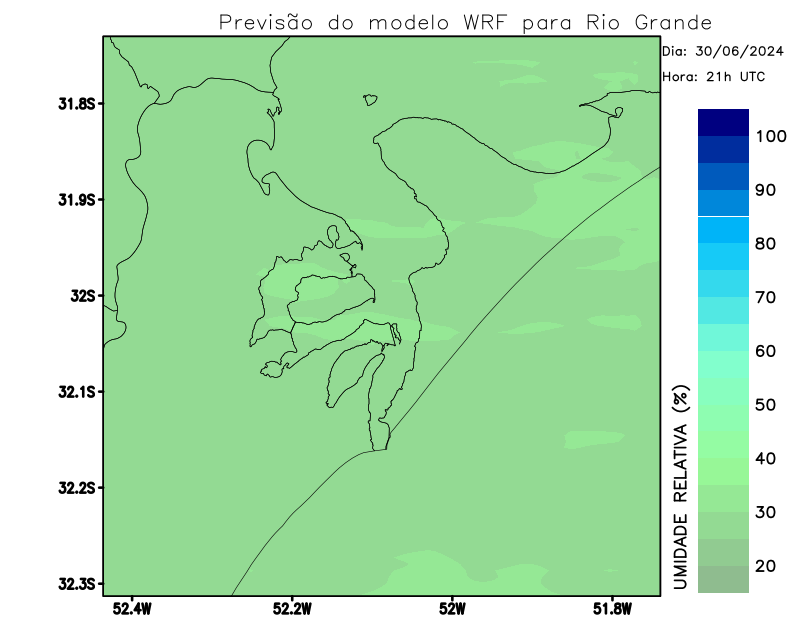 Previsão do modelo WRF para Rio Grande
Dia: 30/06/2024
Hora: 21h UTC
31.8S
31.9S
32S
32.1S
32.2S
32.3S
52.4W
52.2W
52W
51.8W
100
90
80
70
60
50
40
30
20
UMIDADE RELATIVA (%)